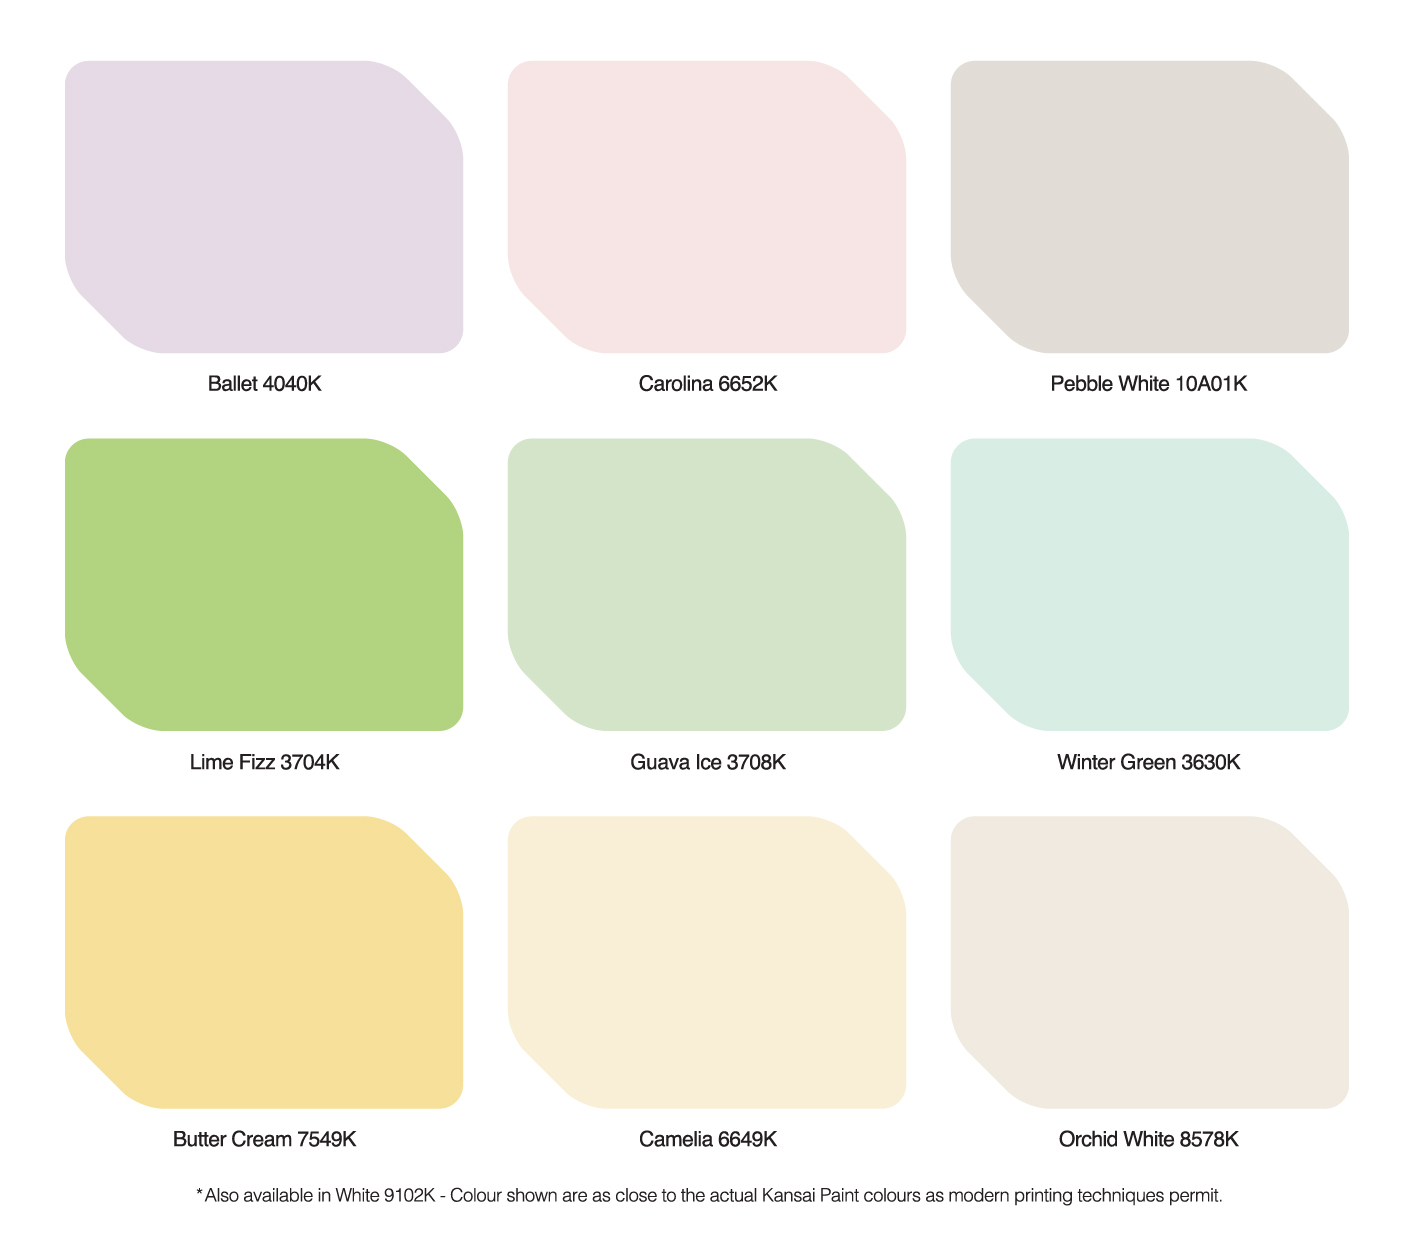 Ballet 4040K
Carolina 6652K
Pebble White 10A01K
Lime Fizz 3704K
Guava Ice 3708K
Winter Green 3630K
Butter Cream 7549K
Camelia 6649K
Orchid White 8578K
*Also available in White 9102K - Colour shown are as close to the actual Kansai Paint colours as modern printing techniques permit.